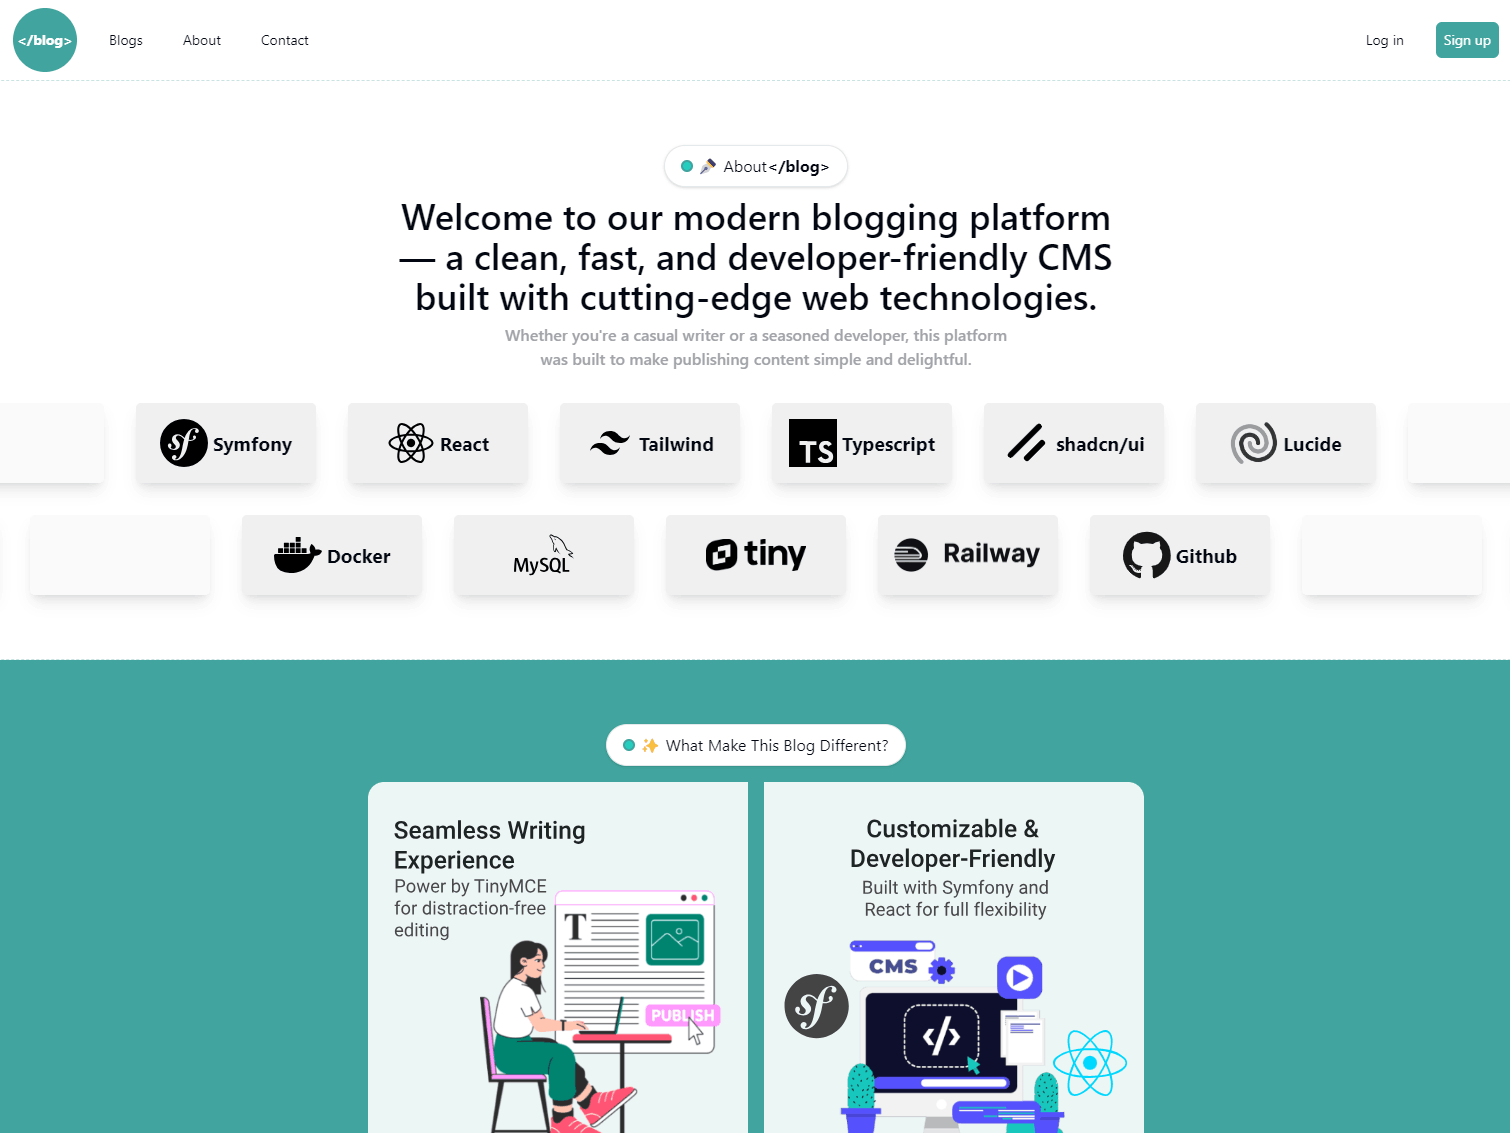 </blog> Blogs About Contact Log in Sign up
About</blog>
Welcome to our modern blogging platform
— a clean, fast, and developer-friendly CMS
built with cutting-edge web technologies.
Whether you're a casual writer or a seasoned developer, this platform
was built to make publishing content simple and delightful.
sf Symfony React Tailwind TS Typescript shadcn/ui Lucide
Docker MySQL tiny Railway Github
What Make This Blog Different?
Seamless Writing
Experience
Power by TinyMCE
for distraction-free
editing
T
PUBLISH
Customizable &
Developer-Friendly
Built with Symfony and
React for full flexibility
CMS
sf
</>